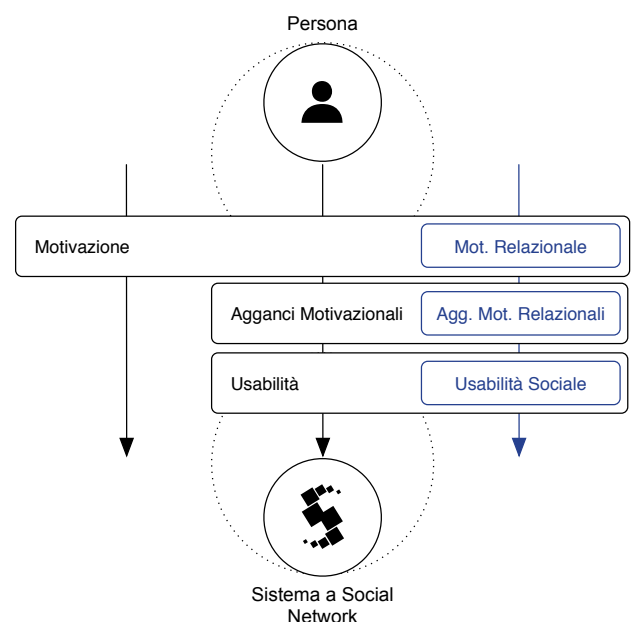 Persona
Motivazione
Mot. Relazionale
Agganci Motivazionali
Agg. Mot. Relazionali
Usabilità
Usabilità Sociale
Sistema a Social
Network